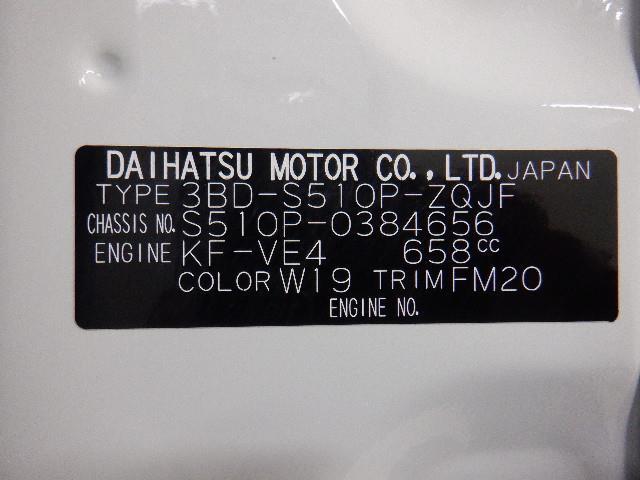 DAIHATSU MOTOR CO., LTD. JAPAN
TYPE 3BD-S510P-ZQJF
CHASSIS NO. S510P-0384656
ENGINE KF-VE4 658cc
COLOR W19 TRIM FM20
ENGINE NO.